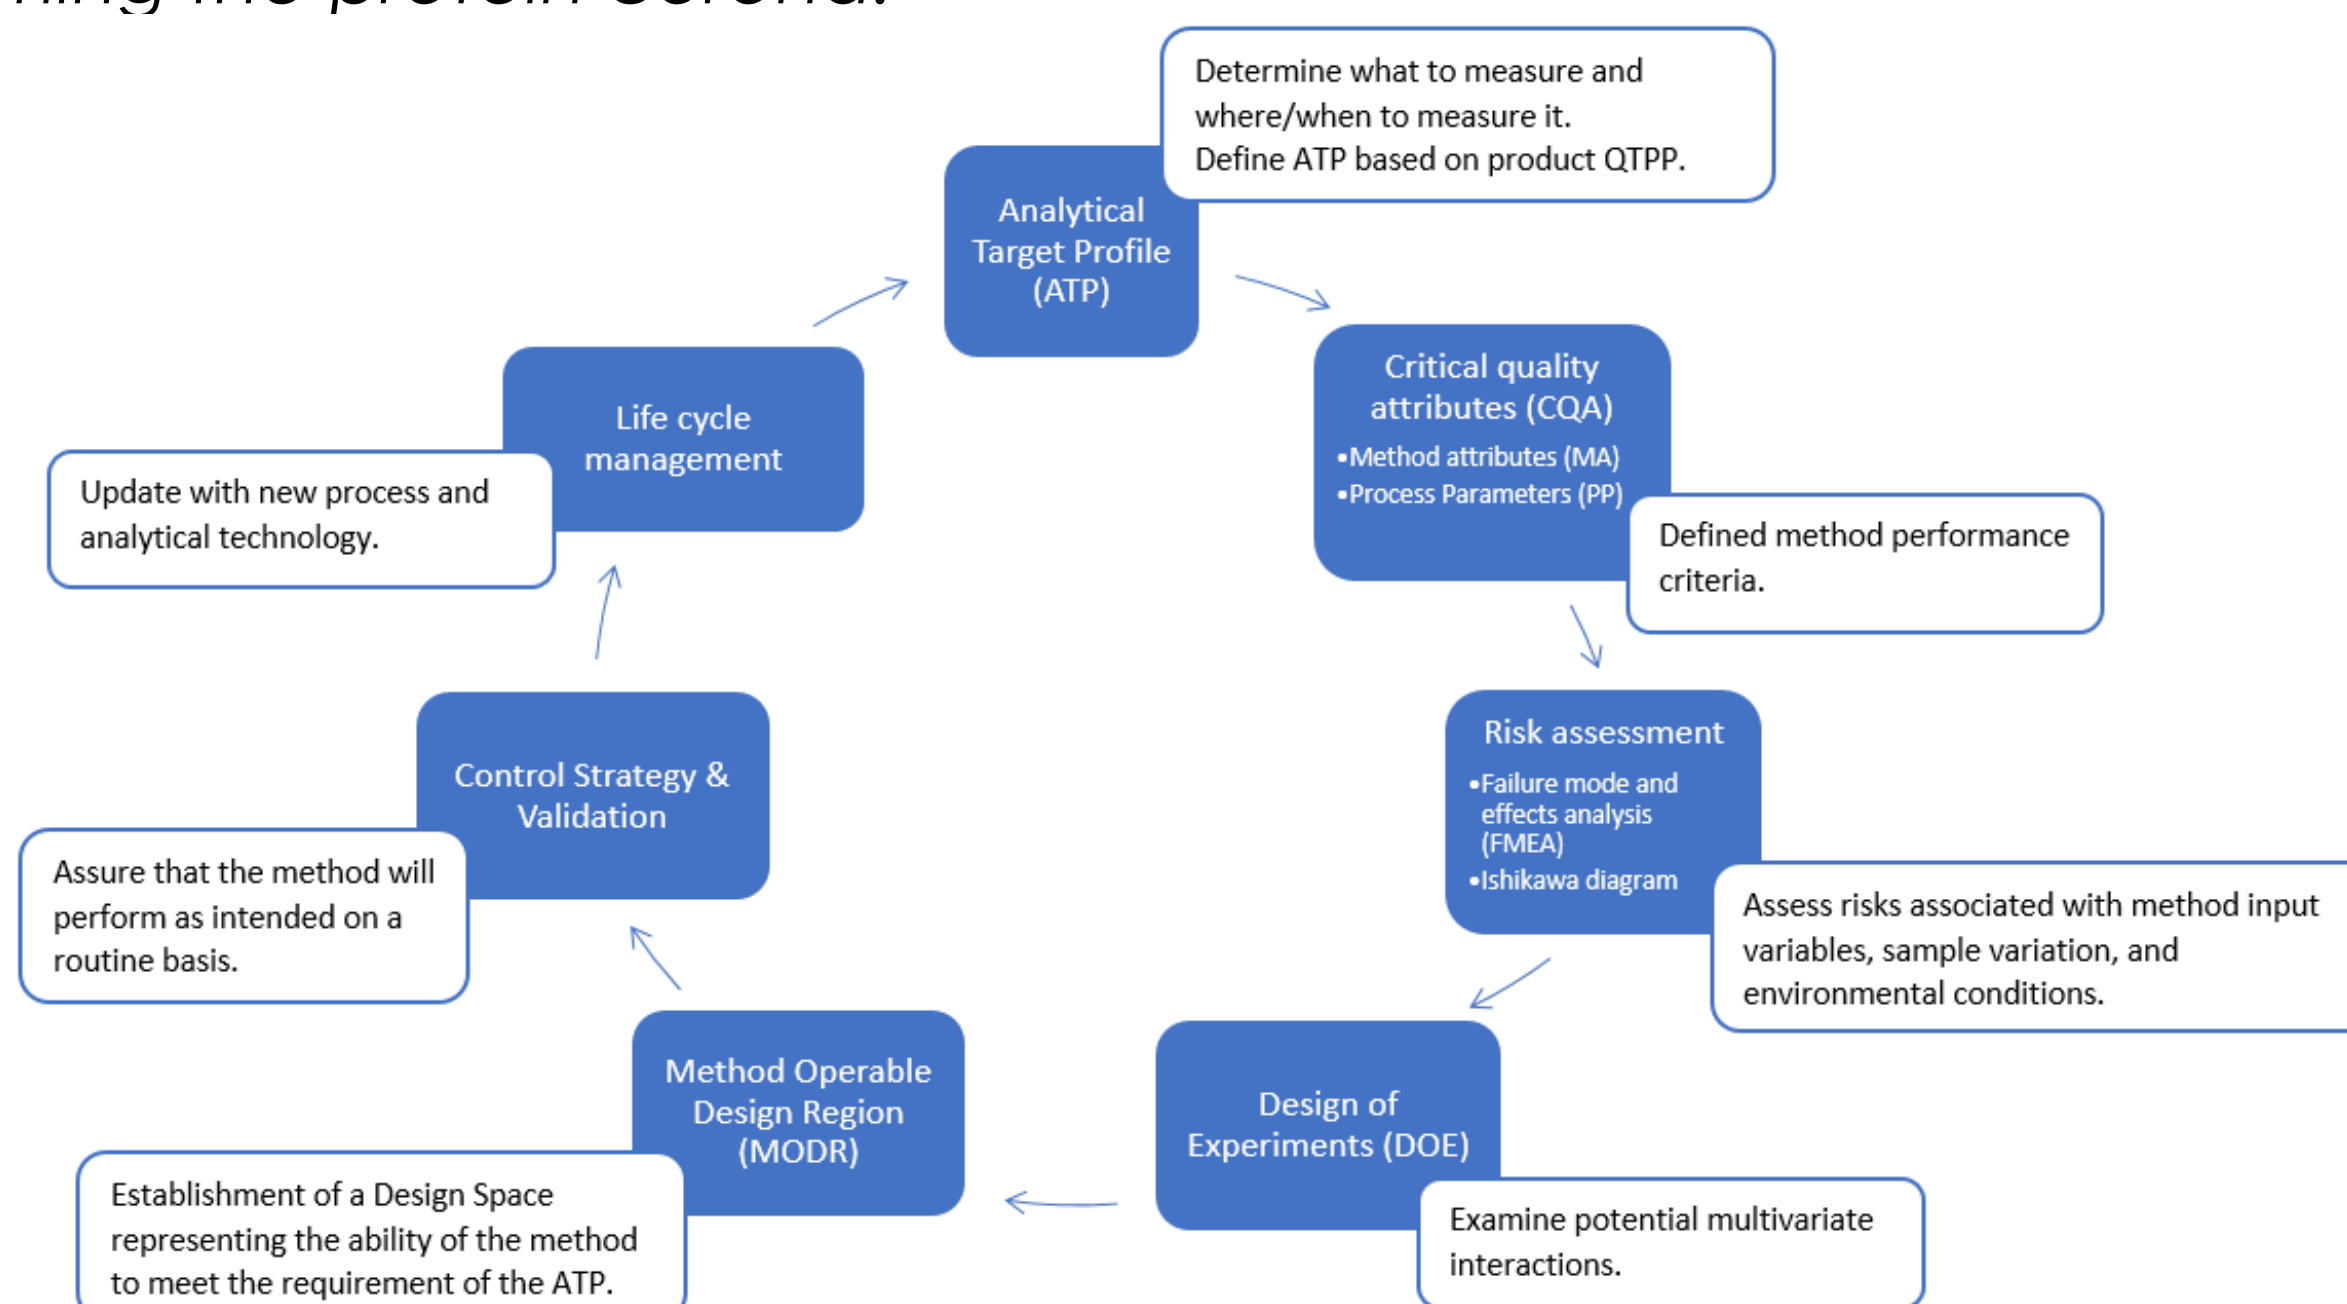 ning the protein corona.
Determine what to measure and
where/when to measure it.
Define ATP based on product QTPP.
Analytical
Target Profile
(ATP)
Critical quality
attributes (CQA)
•Method attributes (MA)
•Process Parameters (PP)
Defined method performance
criteria.
Risk assessment
•Failure mode and
effects analysis
(FMEA)
•Ishikawa diagram
Assess risks associated with method input
variables, sample variation, and
environmental conditions.
Design of
Experiments (DOE)
Examine potential multivariate
interactions.
Method Operable
Design Region
(MODR)
Establishment of a Design Space
representing the ability of the method
to meet the requirement of the ATP.
Control Strategy &
Validation
Assure that the method will
perform as intended on a
routine basis.
Life cycle
management
Update with new process and
analytical technology.